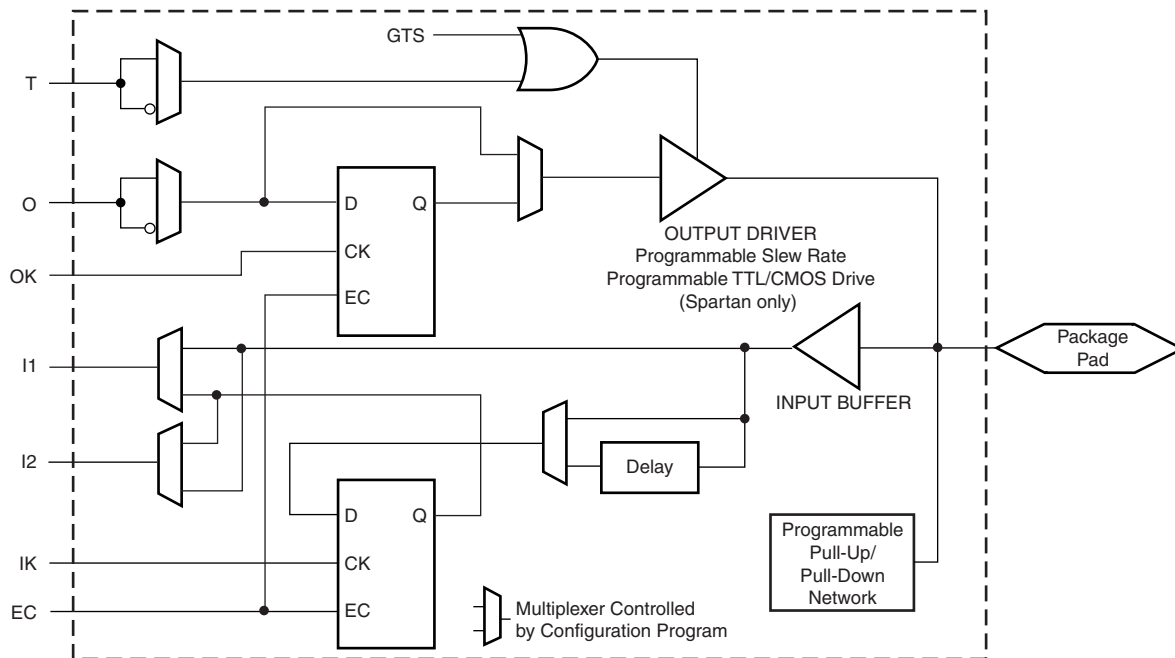 GTS
T
O
D
Q
CK
EC
OK
OUTPUT DRIVER
Programmable Slew Rate
Programmable TTL/CMOS Drive
(Spartan only)
I1
Package
Pad
INPUT BUFFER
I2
Delay
D
Q
CK
EC
IK
EC
Programmable
Pull-Up/
Pull-Down
Network
Multiplexer Controlled
by Configuration Program